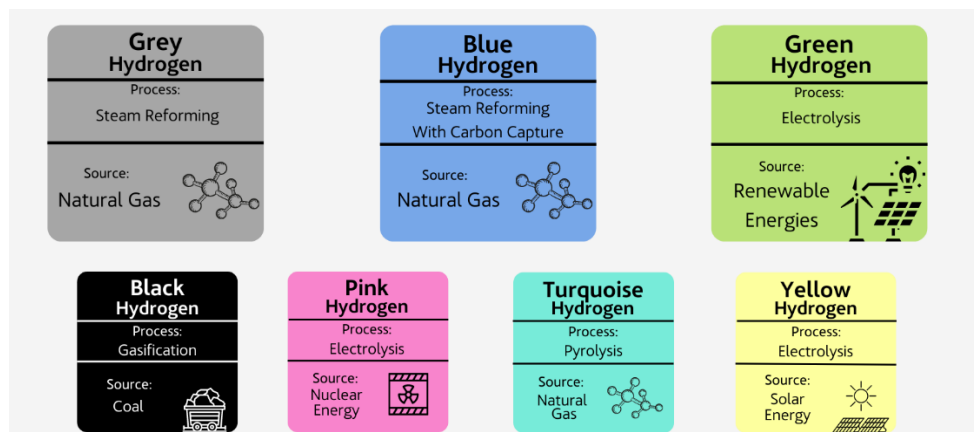 Grey
Hydrogen
Process:
Steam Reforming
Source:
Natural Gas
Blue
Hydrogen
Process:
Steam Reforming
With Carbon Capture
Source:
Natural Gas
Green
Hydrogen
Process:
Electrolysis
Source:
Renewable
Energies
Black
Hydrogen
Process:
Gasification
Source:
Coal
Pink
Hydrogen
Process:
Electrolysis
Source:
Nuclear
Energy
Turquoise
Hydrogen
Process:
Pyrolysis
Source:
Natural
Gas
Yellow
Hydrogen
Process:
Electrolysis
Source:
Solar
Energy